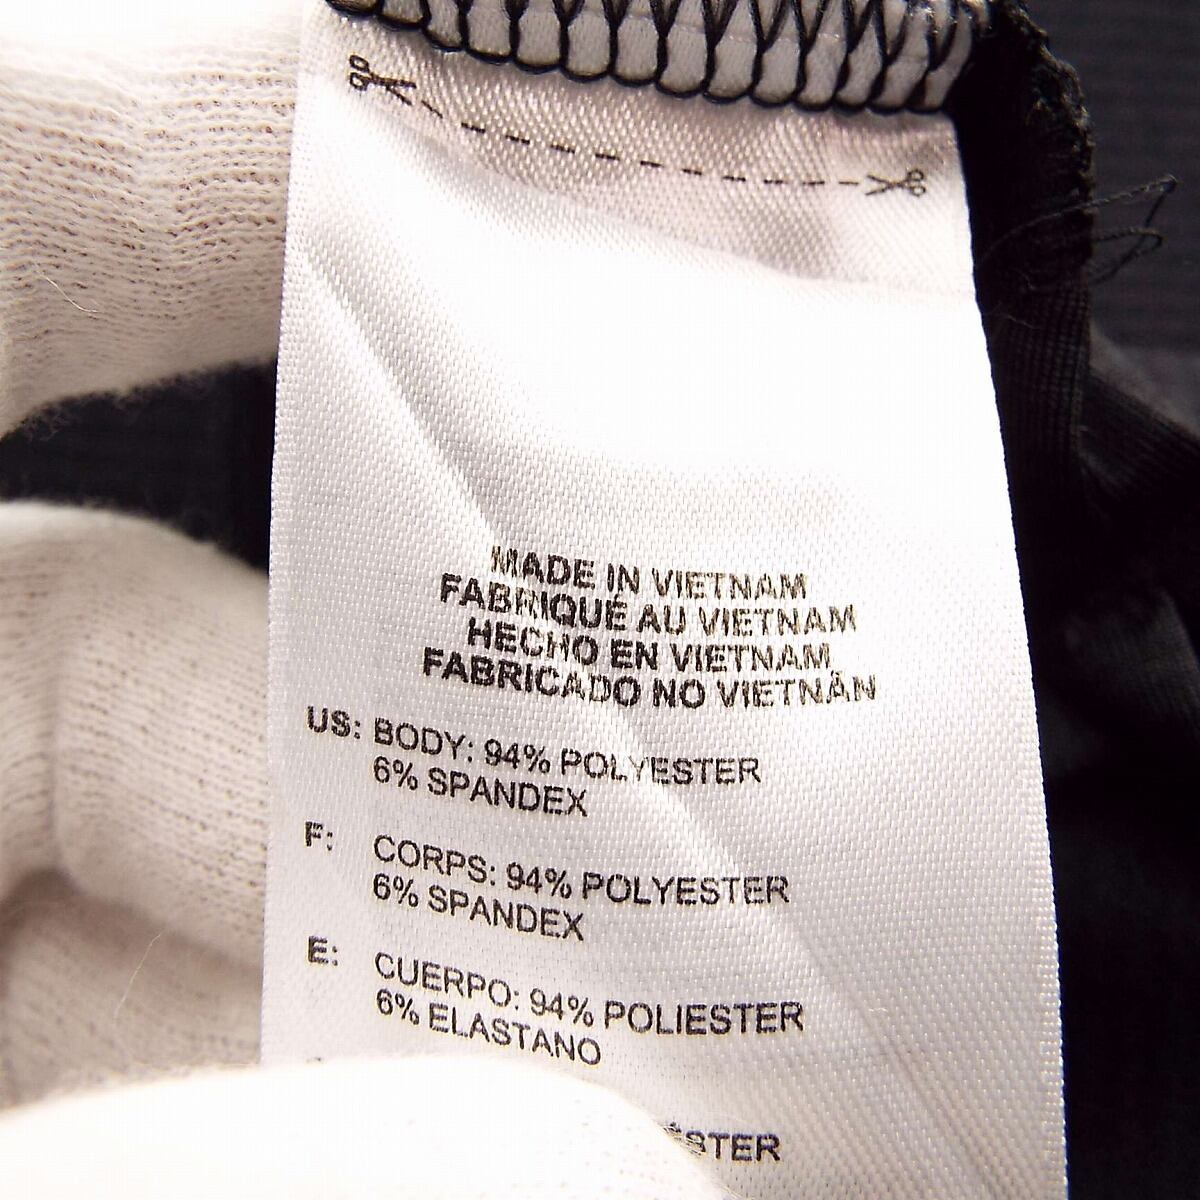 MADE IN VIETNAM
FABRIQUÉ AU VIETNAM
HECHO EN VIETNAM
FABRICADO NO VIETNÃN
US: BODY: 94% POLYESTER
6% SPANDEX
F: CORPS: 94% POLYESTER
6% SPANDEX
E: CUERPO: 94% POLIESTER
6% ELASTANO